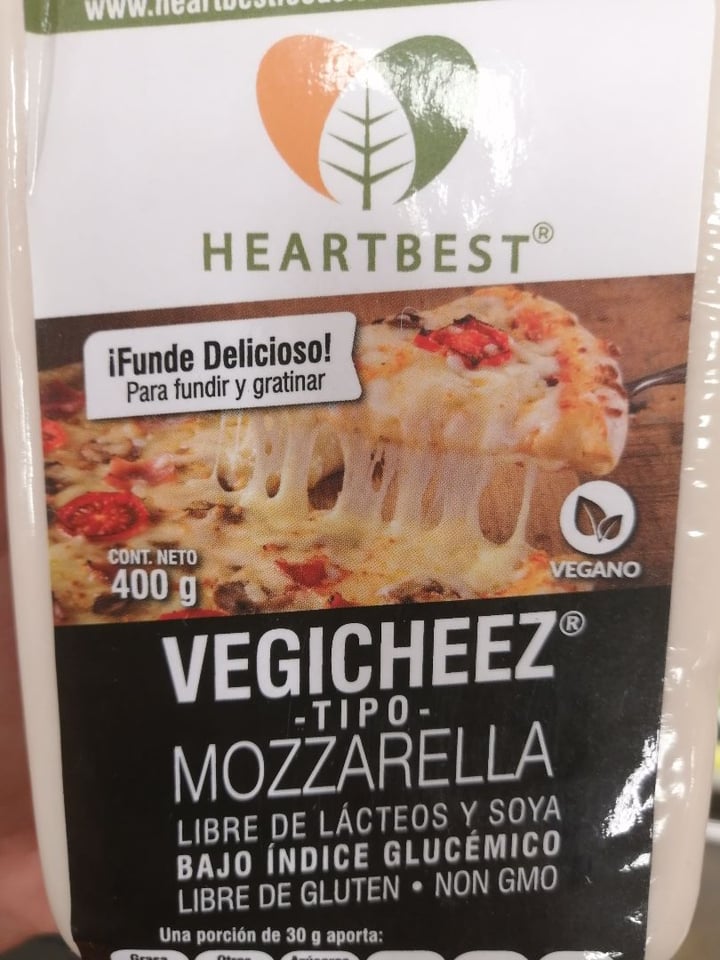 HEARTBEST®
¡Funde Delicioso!
Para fundir y gratinar
CONT. NETO
400 g
VEGANO
VEGICHEEZ®
-TIPO-
MOZZARELLA
LIBRE DE LÁCTEOS Y SOYA
BAJO ÍNDICE GLUCÉMICO
LIBRE DE GLUTEN • NON GMO
Una porción de 30 g aporta: